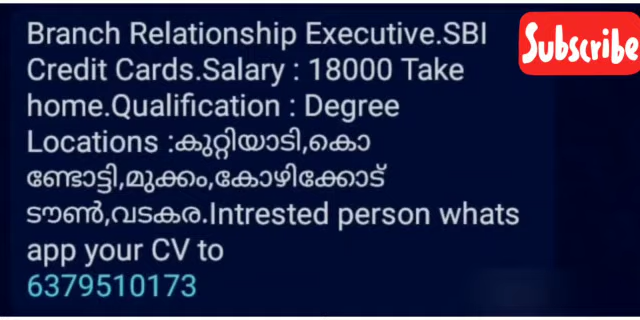 Branch Relationship Executive.SBI
Subscribe
Credit Cards.Salary : 18000 Take
home.Qualification : Degree
Locations :കുറ്റിയാടി,കൊ
ണ്ടോട്ടി,മുക്കം,കോഴിക്കോട്
ടൗൺ,വടകര.Intrested person whats
app your CV to
6379510173